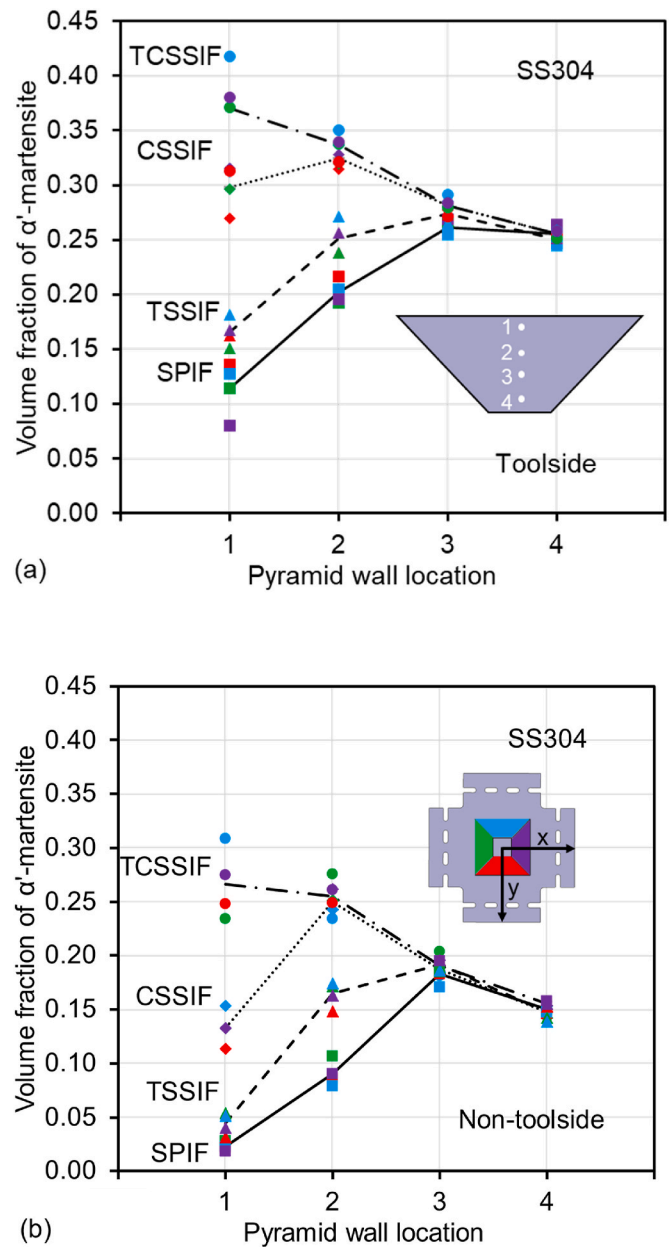 0.45
0.40
0.35
0.30
0.25
0.20
0.15
0.10
0.05
0.00
Volume fraction of α'-martensite
TCSSIF
CSSIF
TSSIF
SPIF
SS304
1
2
3
4
Toolside
1 2 3 4
Pyramid wall location
(a)
0.45
0.40
0.35
0.30
0.25
0.20
0.15
0.10
0.05
0.00
Volume fraction of α'-martensite
TCSSIF
CSSIF
TSSIF
SPIF
SS304
x
y
Non-toolside
1 2 3 4
Pyramid wall location
(b)